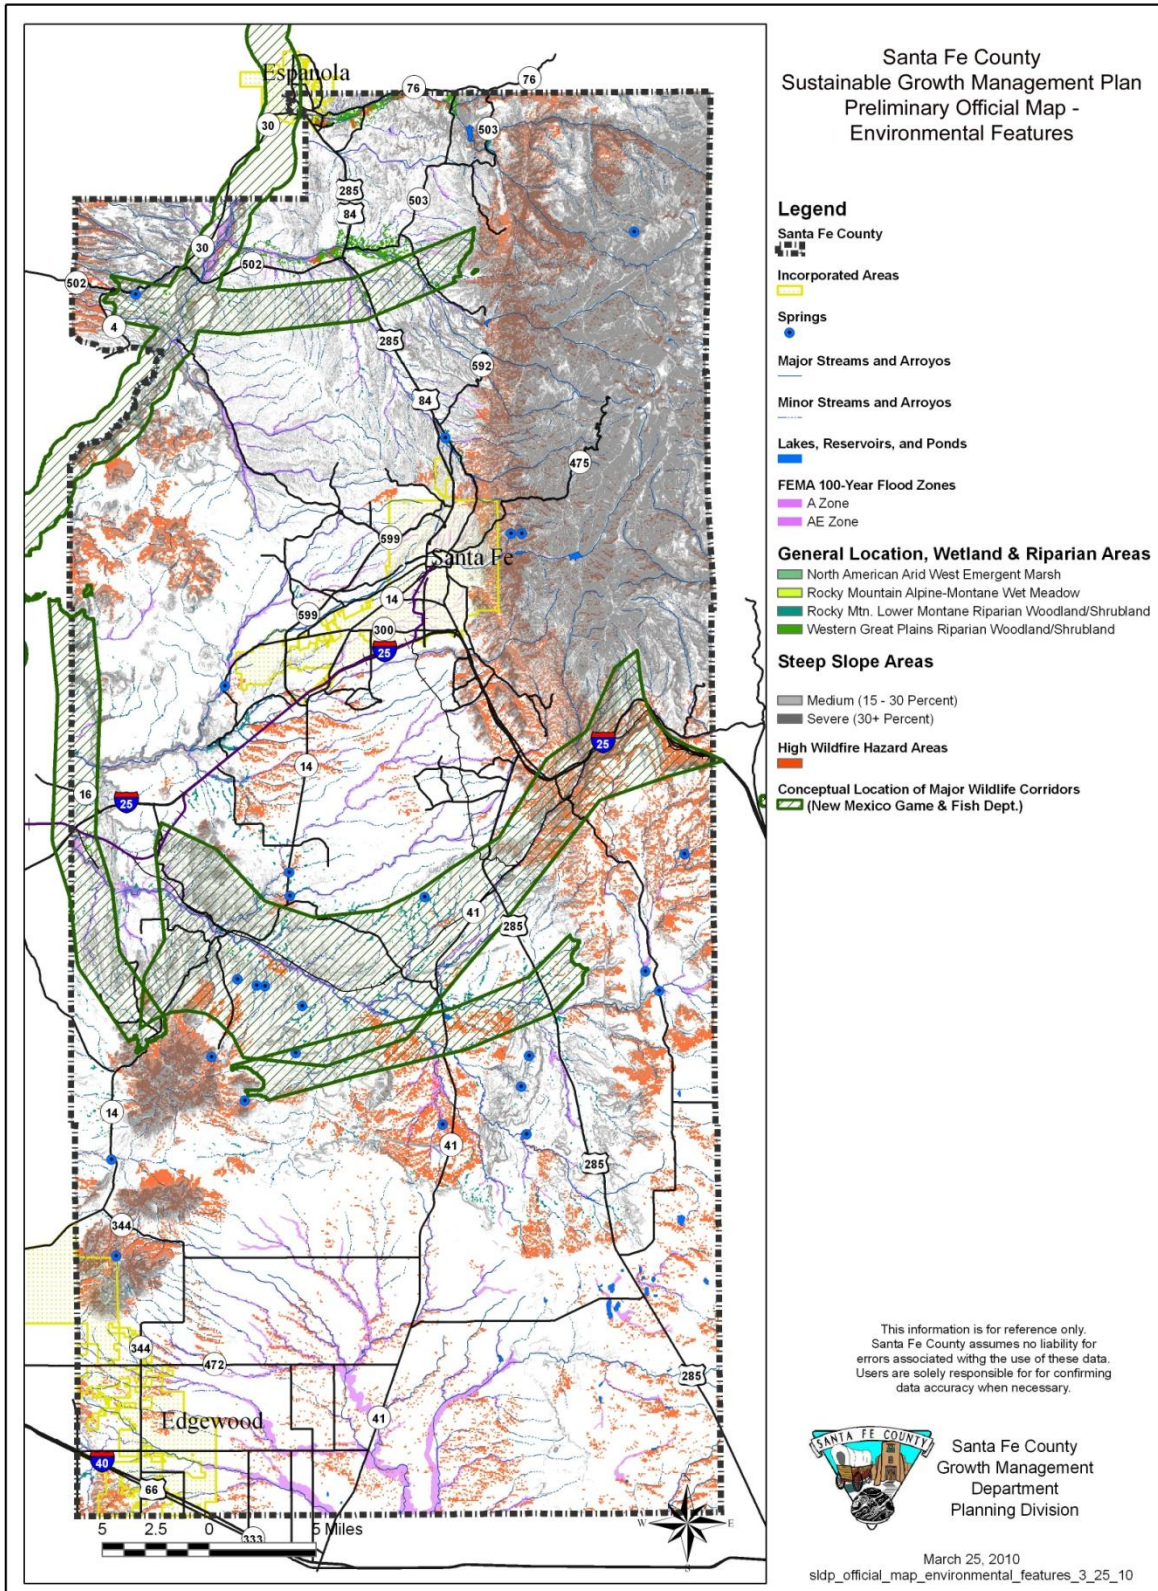 Santa Fe County
Sustainable Growth Management Plan
Preliminary Official Map -
Environmental Features
Legend
Santa Fe County
Incorporated Areas
Springs
Major Streams and Arroyos
Minor Streams and Arroyos
Lakes, Reservoirs, and Ponds
FEMA 100-Year Flood Zones
A Zone
AE Zone
General Location, Wetland & Riparian Areas
North American Arid West Emergent Marsh
Rocky Mountain Alpine-Montane Wet Meadow
Rocky Mtn. Lower Montane Riparian Woodland/Shrubland
Western Great Plains Riparian Woodland/Shrubland
Steep Slope Areas
Medium (15 - 30 Percent)
Severe (30+ Percent)
High Wildfire Hazard Areas
Conceptual Location of Major Wildlife Corridors
(New Mexico Game & Fish Dept.)
Espanola
76
76
30
503
285
84
503
30
502
502
4
285
592
84
475
599
Santa Fe
14
599
300
25
25
14
16
25
41
285
14
41
285
344
344
472
285
41
Edgewood
40
66
333
5 2.5 0 5 Miles
N
W E
S
This information is for reference only.
Santa Fe County assumes no liability for
errors associated withg the use of these data.
Users are solely responsible for for confirming
data accuracy when necessary.
SANTA FE COUNTY
Santa Fe County
Growth Management
Department
Planning Division
March 25, 2010
sldp_official_map_environmental_features_3_25_10